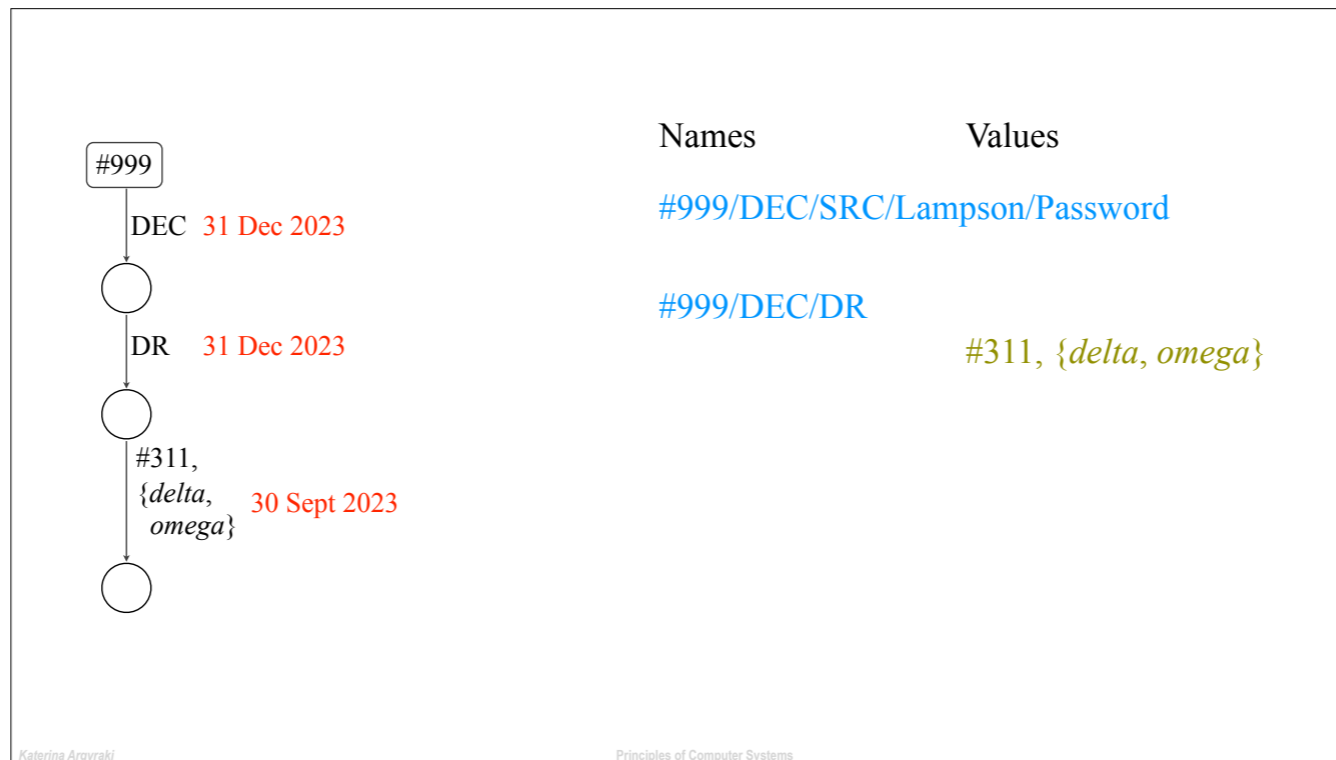 #999
DEC 31 Dec 2023
DR 31 Dec 2023
#311,
{delta,
omega}
30 Sept 2023
Names Values
#999/DEC/SRC/Lampson/Password
#999/DEC/DR
#311, {delta, omega}
Katerina Argyraki
Principles of Computer Systems